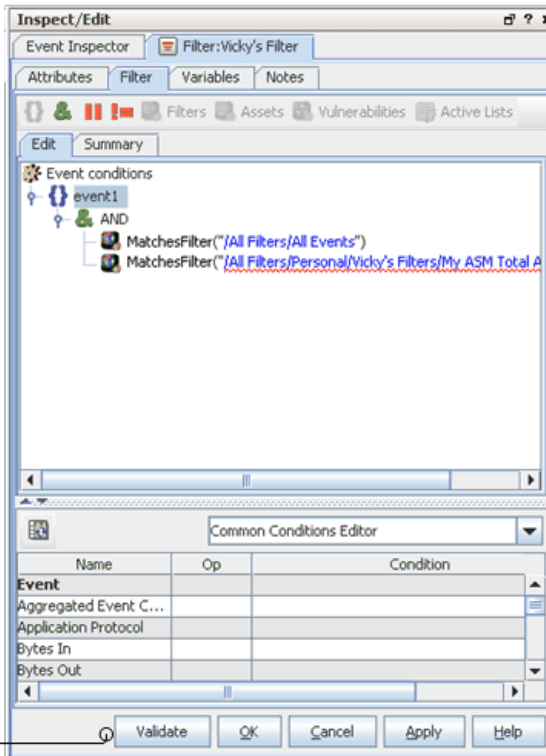 Inspect/Edit
Event Inspector Filter:Vicky's Filter
Attributes Filter Variables Notes
Filters Assets Vulnerabilities Active Lists
Edit Summary
Event conditions
event1
AND
MatchesFilter("/All Filters/All Events")
MatchesFilter("/All Filters/Personal/Vicky's Filters/My ASM Total A
Common Conditions Editor
Name Op Condition
Event
Aggregated Event C...
Application Protocol
Bytes In
Bytes Out
Validate OK Cancel Apply Help